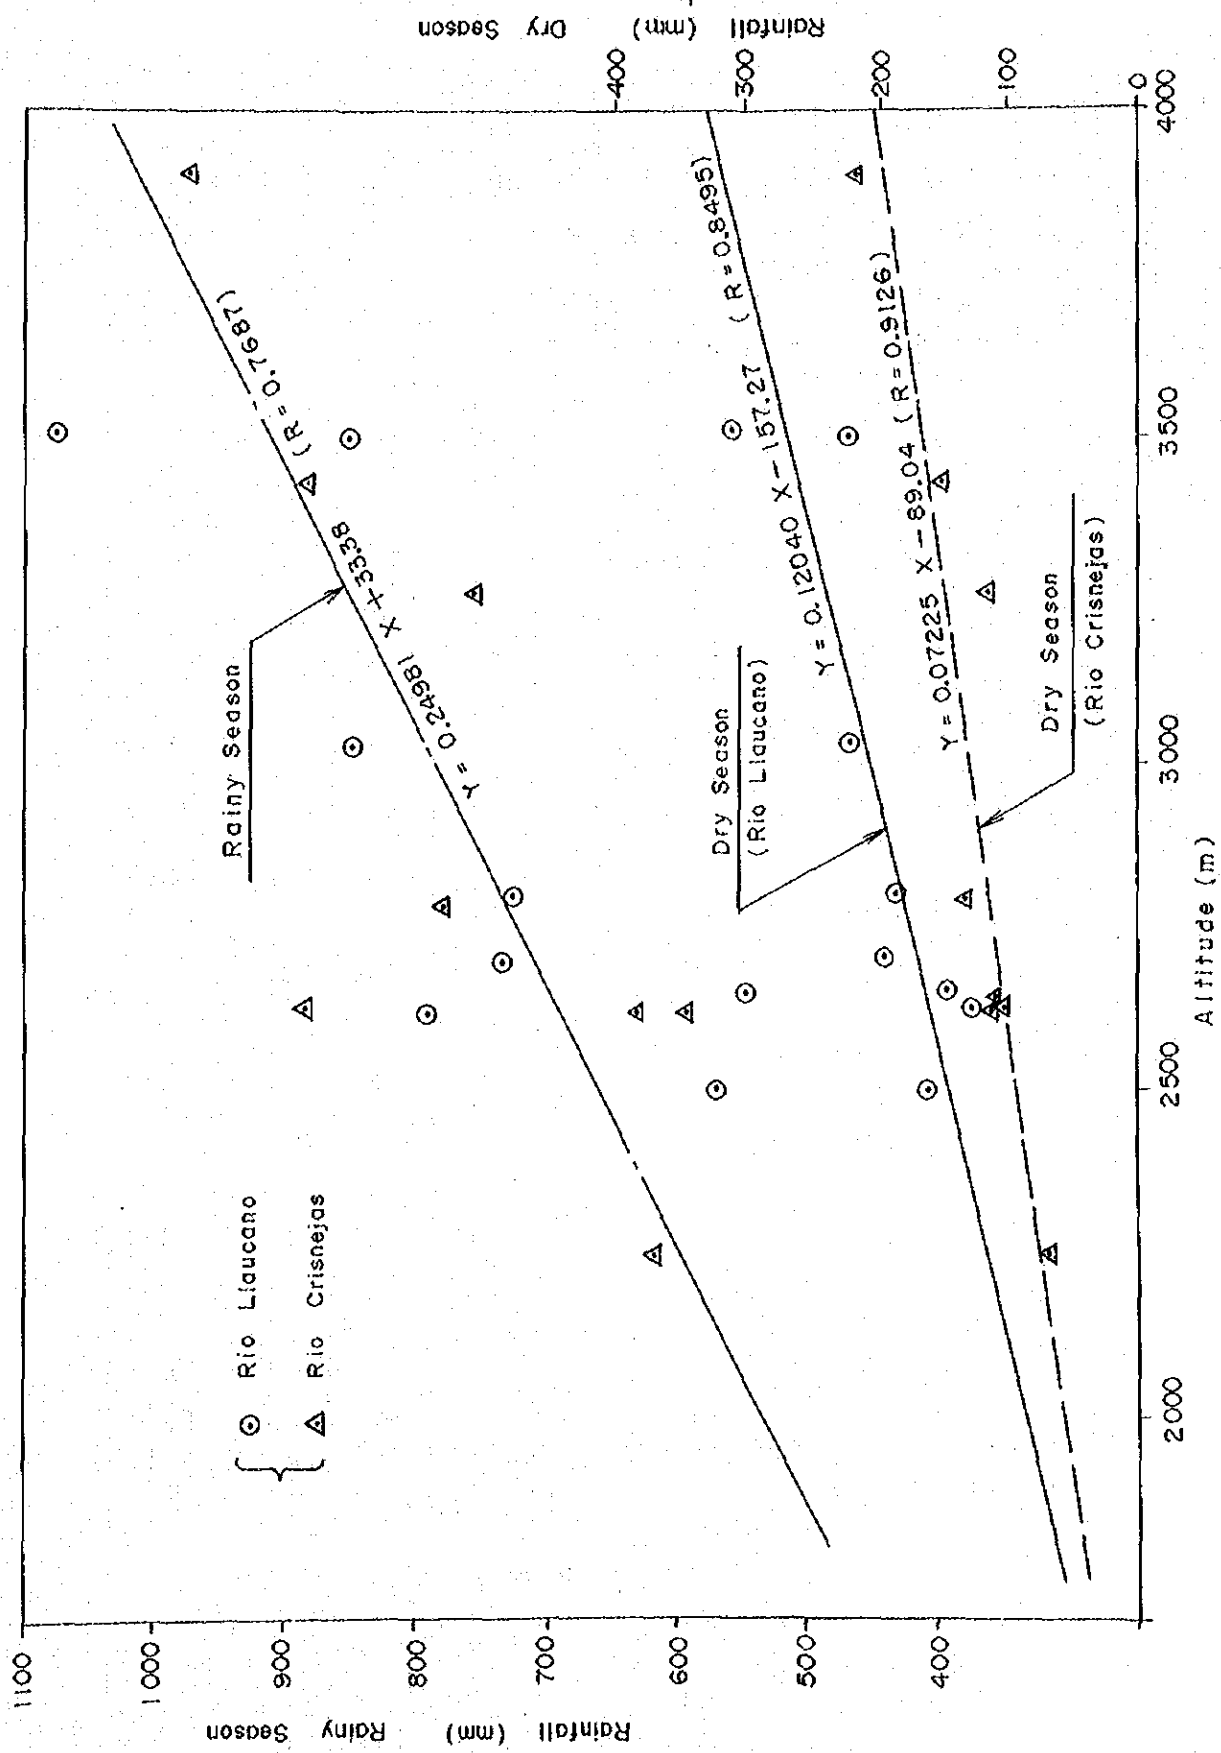 Rainfall (mm) Rainy Season
1100
1000
900
800
700
600
500
400
Rainfall (mm) Dry Season
400
300
200
100
0
Rio Llaucano
Rio Crisnejas
Rainy Season
Y = 0.24981 X + 33.38 (R = 0.7687)
Dry Season
(Rio Llaucano)
Y = 0.12040 X - 157.27 (R = 0.8495)
Y = 0.07225 X - 89.04 (R = 0.9126)
Dry Season
(Rio Crisnejas)
2000
2500
3000
3500
4000
Altitude (m)